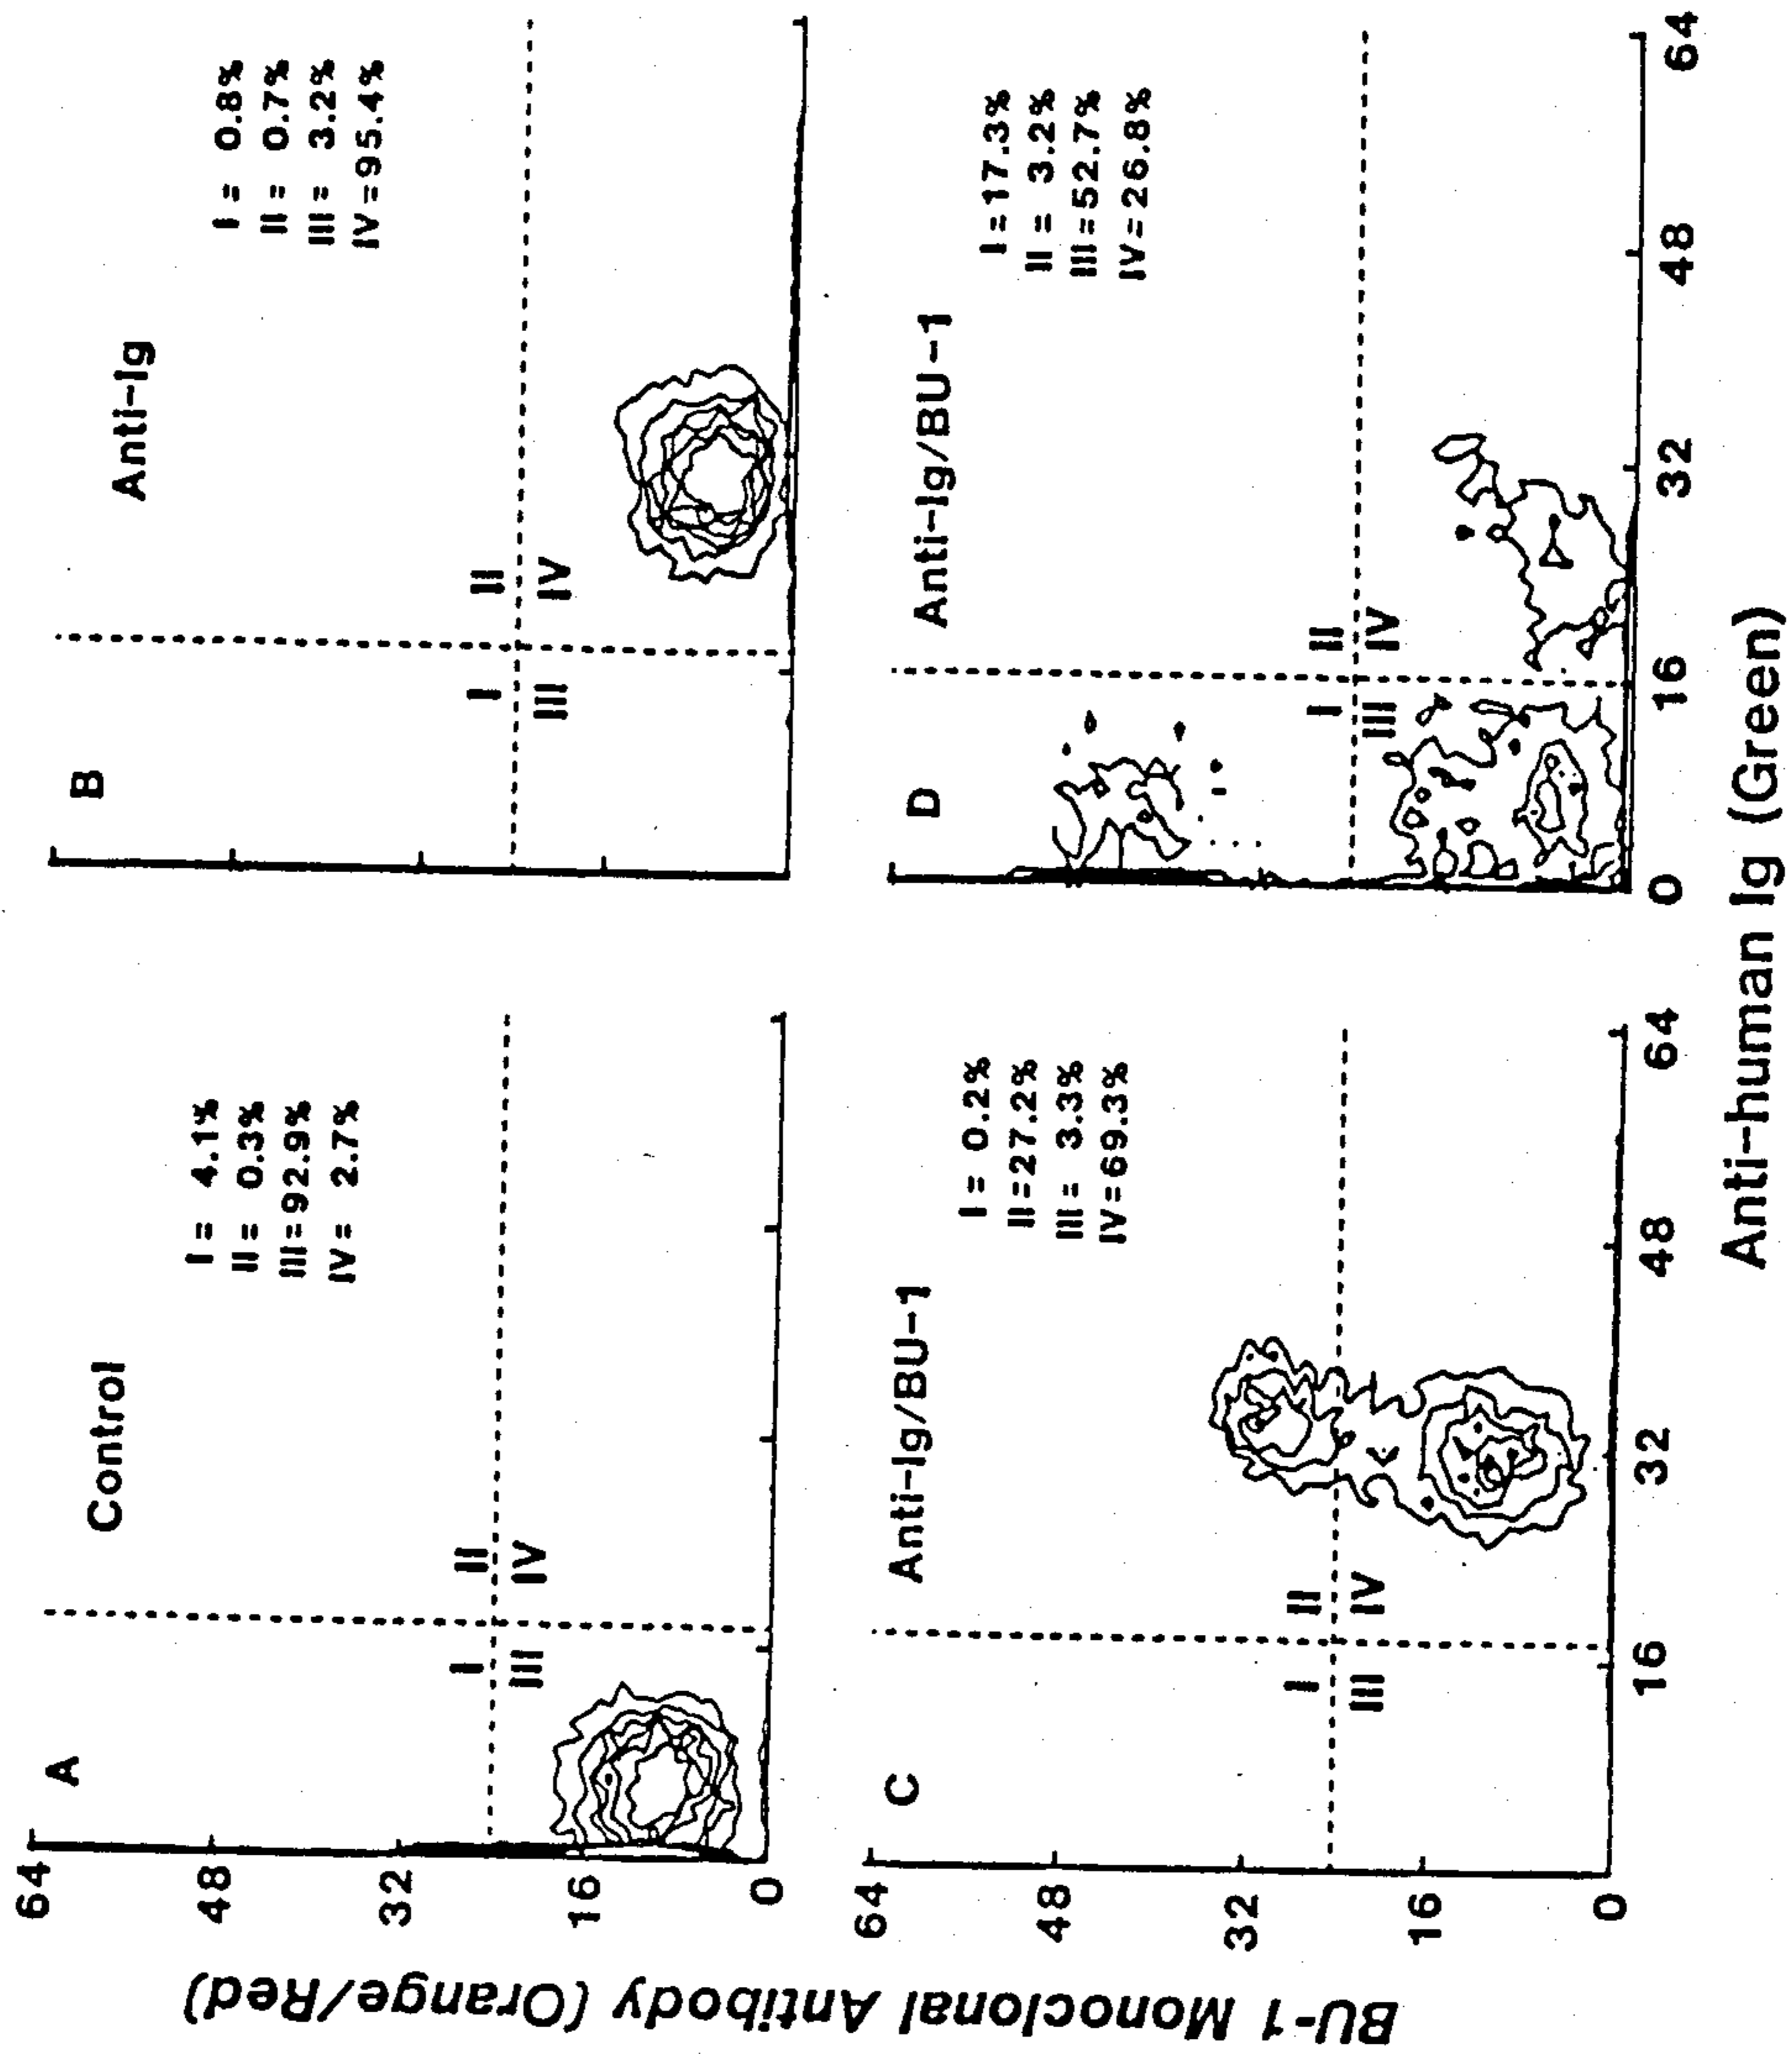 BU-1 Monoclonal Antibody (Orange/Red)
A
Control
I = 4.1%
II = 0.3%
III = 92.9%
IV = 2.7%
I II
III IV
64
48
32
16
0
B
Anti-Ig
I = 0.8%
II = 0.7%
III = 3.2%
IV = 95.4%
I II
III IV
C
Anti-Ig/BU-1
I = 0.2%
II = 27.2%
III = 3.3%
IV = 69.3%
I II
III IV
64
48
32
16
0
16 32 48 64
D
Anti-Ig/BU-1
I = 17.3%
II = 3.2%
III = 52.7%
IV = 26.8%
I II
III IV
0 16 32 48 64
Anti-human Ig (Green)